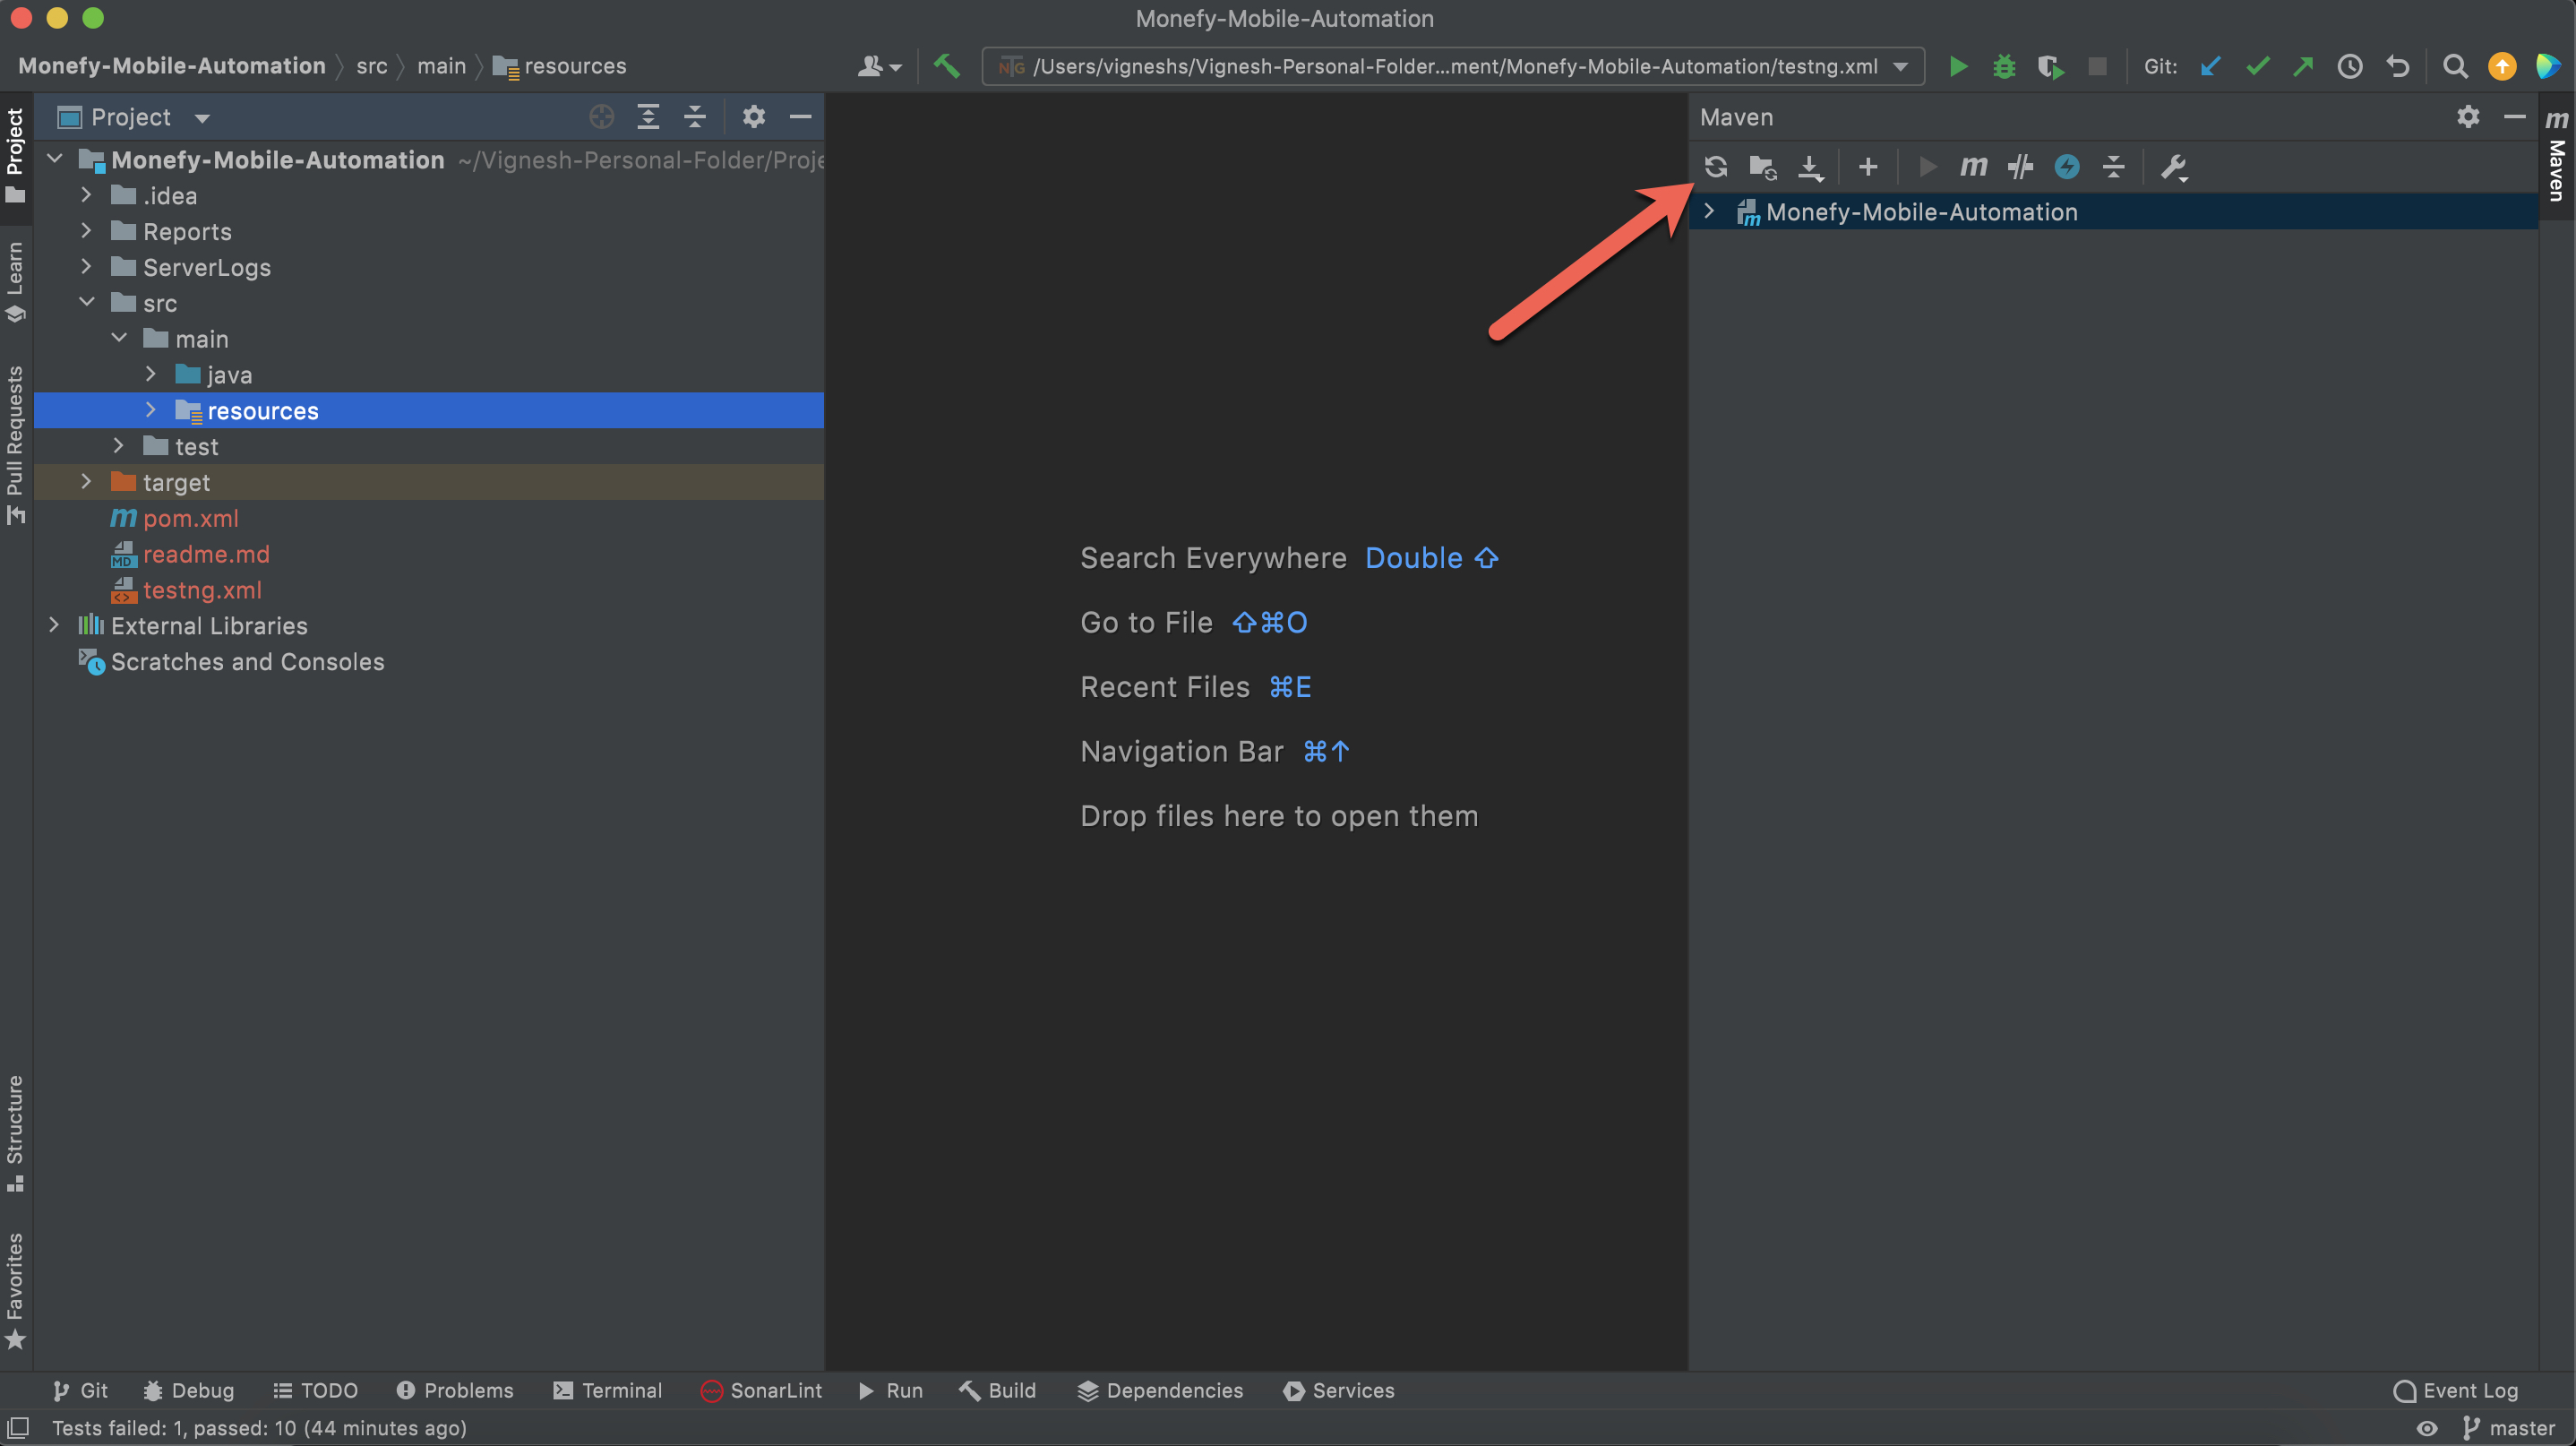 Monefy-Mobile-Automation
Monefy-Mobile-Automation src main resources
/Users/vigneshs/Vignesh-Personal-Folder...ment/Monefy-Mobile-Automation/testng.xml
Git:
Project
Learn
Pull Requests
Structure
Favorites
Project
Monefy-Mobile-Automation ~/Vignesh-Personal-Folder/Proje
.idea
Reports
ServerLogs
src
main
java
resources
test
target
m pom.xml
MD readme.md
testng.xml
External Libraries
Scratches and Consoles
Search Everywhere Double ⇧
Go to File ⇧⌘O
Recent Files ⌘E
Navigation Bar ⌘↑
Drop files here to open them
Maven
m
m Monefy-Mobile-Automation
m Maven
Git Debug TODO Problems Terminal SonarLint Run Build Dependencies Services Event Log
Tests failed: 1, passed: 10 (44 minutes ago) master